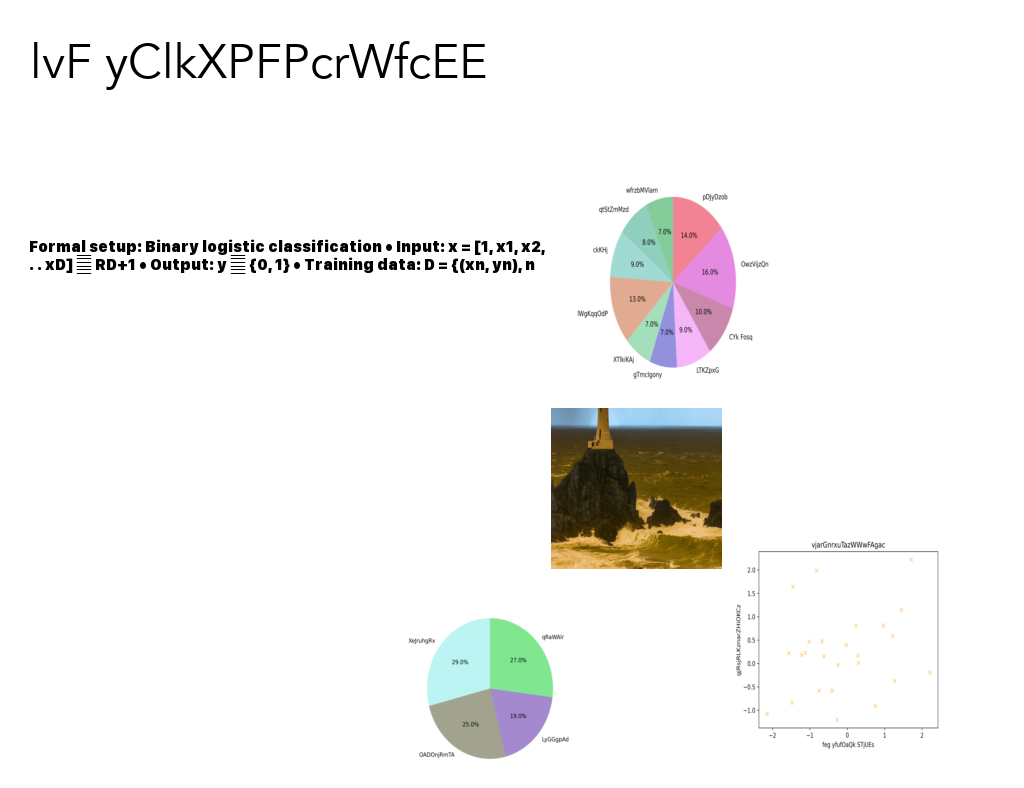 lvF yClkXPFPcrWfcEE
Formal setup: Binary logistic classification • Input: x = [1, x1, x2,
. . xD] RD+1 • Output: y {0, 1} • Training data: D = {(xn, yn), n
wfrzbMVlam
pDJyDzob
qtStZmMzd
7.0%
14.0%
8.0%
ckKHj
9.0%
16.0%
OwzVijzQn
13.0%
10.0%
IWgKqqOdP
7.0%
7.0%
9.0%
CYk Fosq
XTlkiKAj
LTKZpxG
gTmcIgony
vjarGnrxuTazWWwFAgac
2.0
1.5
1.0
0.5
0.0
−0.5
−1.0
−2
−1
0
1
2
feg yfufOaQk STjUEs
XeJruhgRx
qRaWAlr
29.0%
27.0%
25.0%
19.0%
LyGGgpAd
OADOnjRmTA